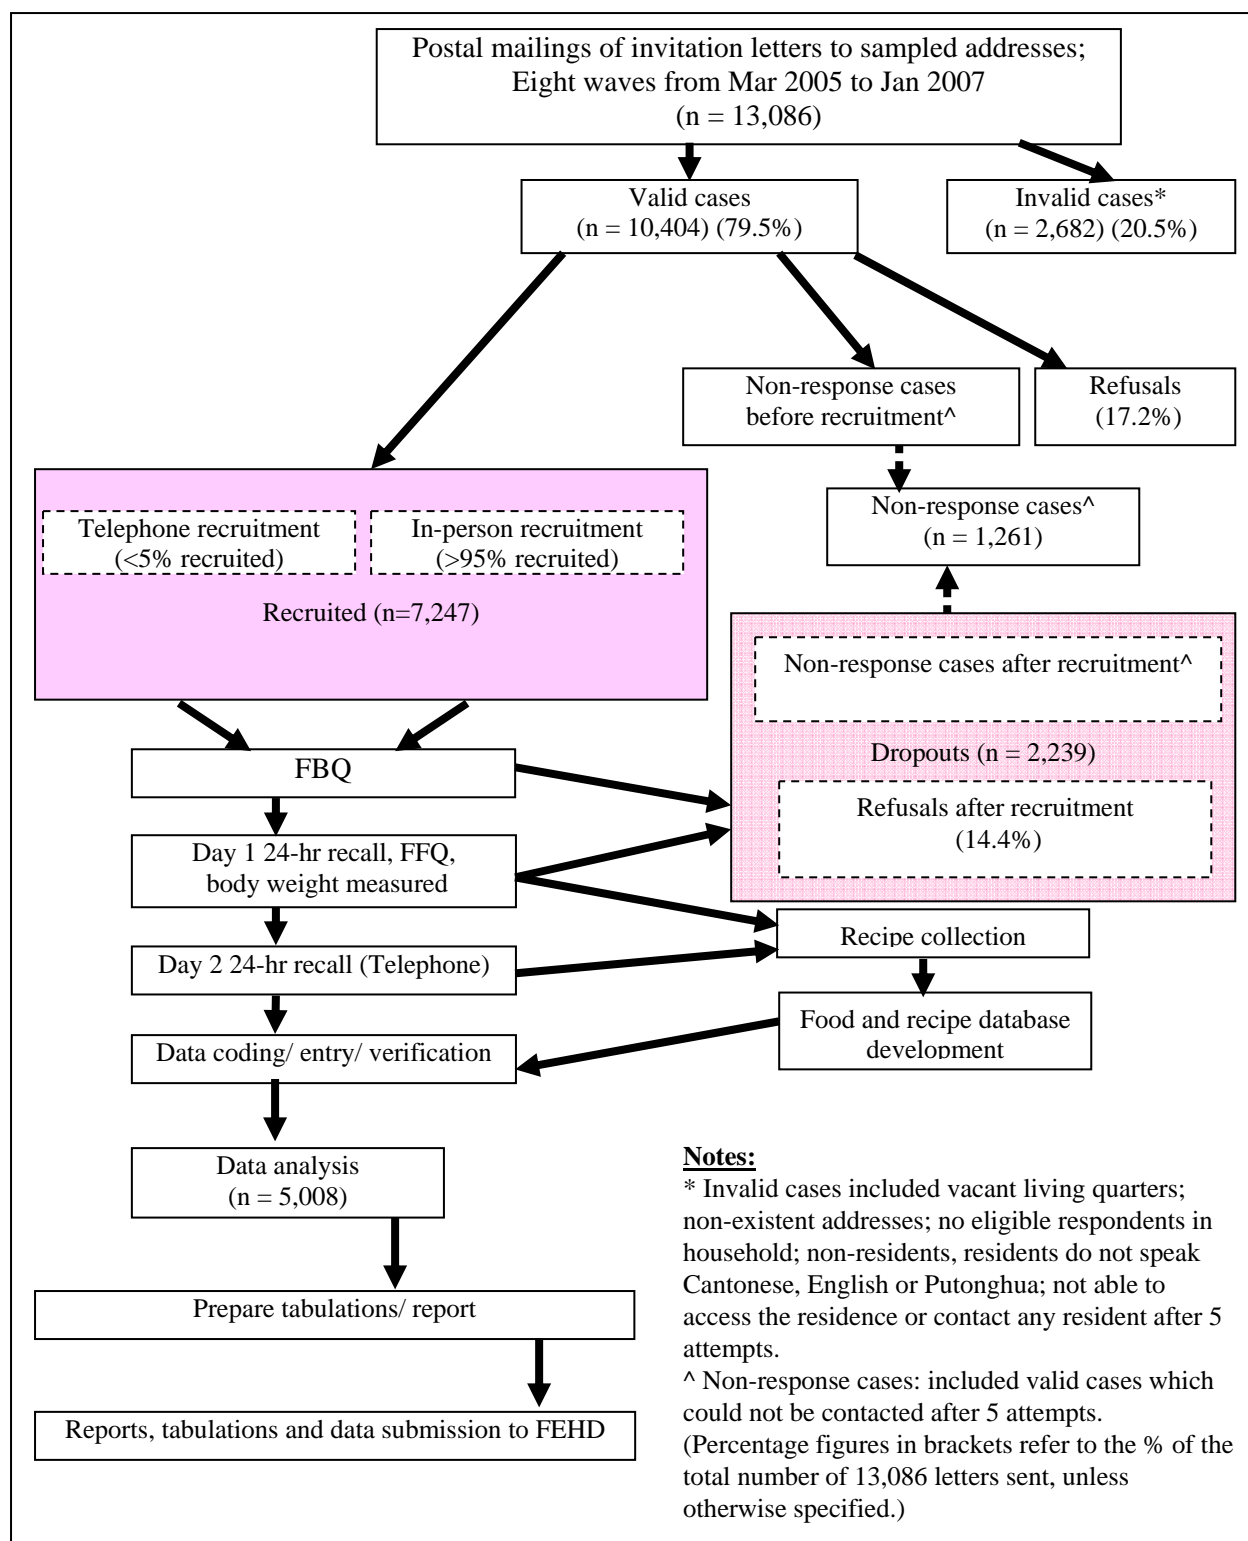 Postal mailings of invitation letters to sampled addresses;
Eight waves from Mar 2005 to Jan 2007
(n = 13,086)
Valid cases
(n = 10,404) (79.5%)
Invalid cases*
(n = 2,682) (20.5%)
Non-response cases
before recruitment^
Refusals
(17.2%)
Non-response cases^
(n = 1,261)
Telephone recruitment
(<5% recruited)
In-person recruitment
(>95% recruited)
Recruited (n=7,247)
Non-response cases after recruitment^
Dropouts (n = 2,239)
Refusals after recruitment
(14.4%)
FBQ
Day 1 24-hr recall, FFQ,
body weight measured
Recipe collection
Day 2 24-hr recall (Telephone)
Food and recipe database
development
Data coding/ entry/ verification
Data analysis
(n = 5,008)
Prepare tabulations/ report
Reports, tabulations and data submission to FEHD
Notes:
* Invalid cases included vacant living quarters;
non-existent addresses; no eligible respondents in
household; non-residents, residents do not speak
Cantonese, English or Putonghua; not able to
access the residence or contact any resident after 5
attempts.
^ Non-response cases: included valid cases which
could not be contacted after 5 attempts.
(Percentage figures in brackets refer to the % of the
total number of 13,086 letters sent, unless
otherwise specified.)